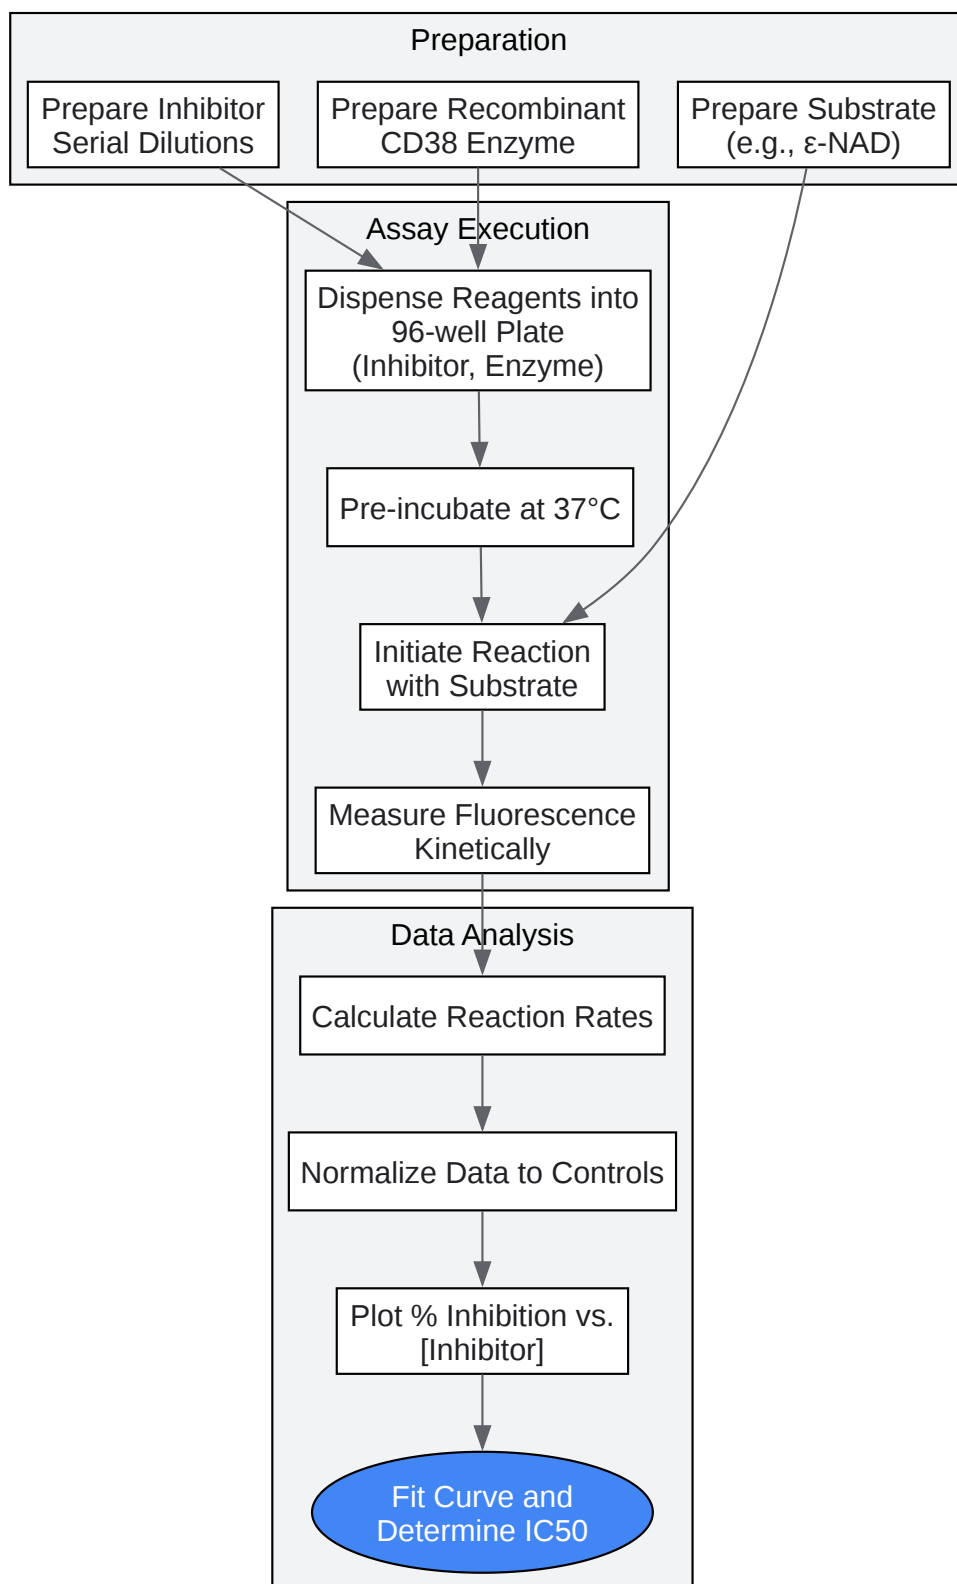 Preparation
Prepare Inhibitor
Serial Dilutions
Prepare Recombinant
CD38 Enzyme
Prepare Substrate
(e.g., ε-NAD)
Assay Execution
Dispense Reagents into
96-well Plate
(Inhibitor, Enzyme)
Pre-incubate at 37°C
Initiate Reaction
with Substrate
Measure Fluorescence
Kinetically
Data Analysis
Calculate Reaction Rates
Normalize Data to Controls
Plot % Inhibition vs.
[Inhibitor]
Fit Curve and
Determine IC50